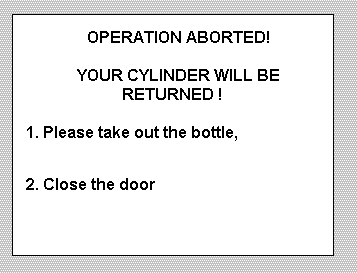 OPERATION ABORTED!
YOUR CYLINDER WILL BE
RETURNED !
1. Please take out the bottle,
2. Close the door